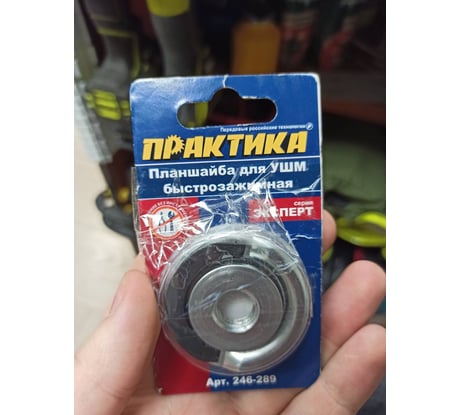 Передовые российские технологии
ПРАКТИКА
Планшайба для УШМ
быстрозажимная
серия
ЭКСПЕРТ
Арт. 246-289